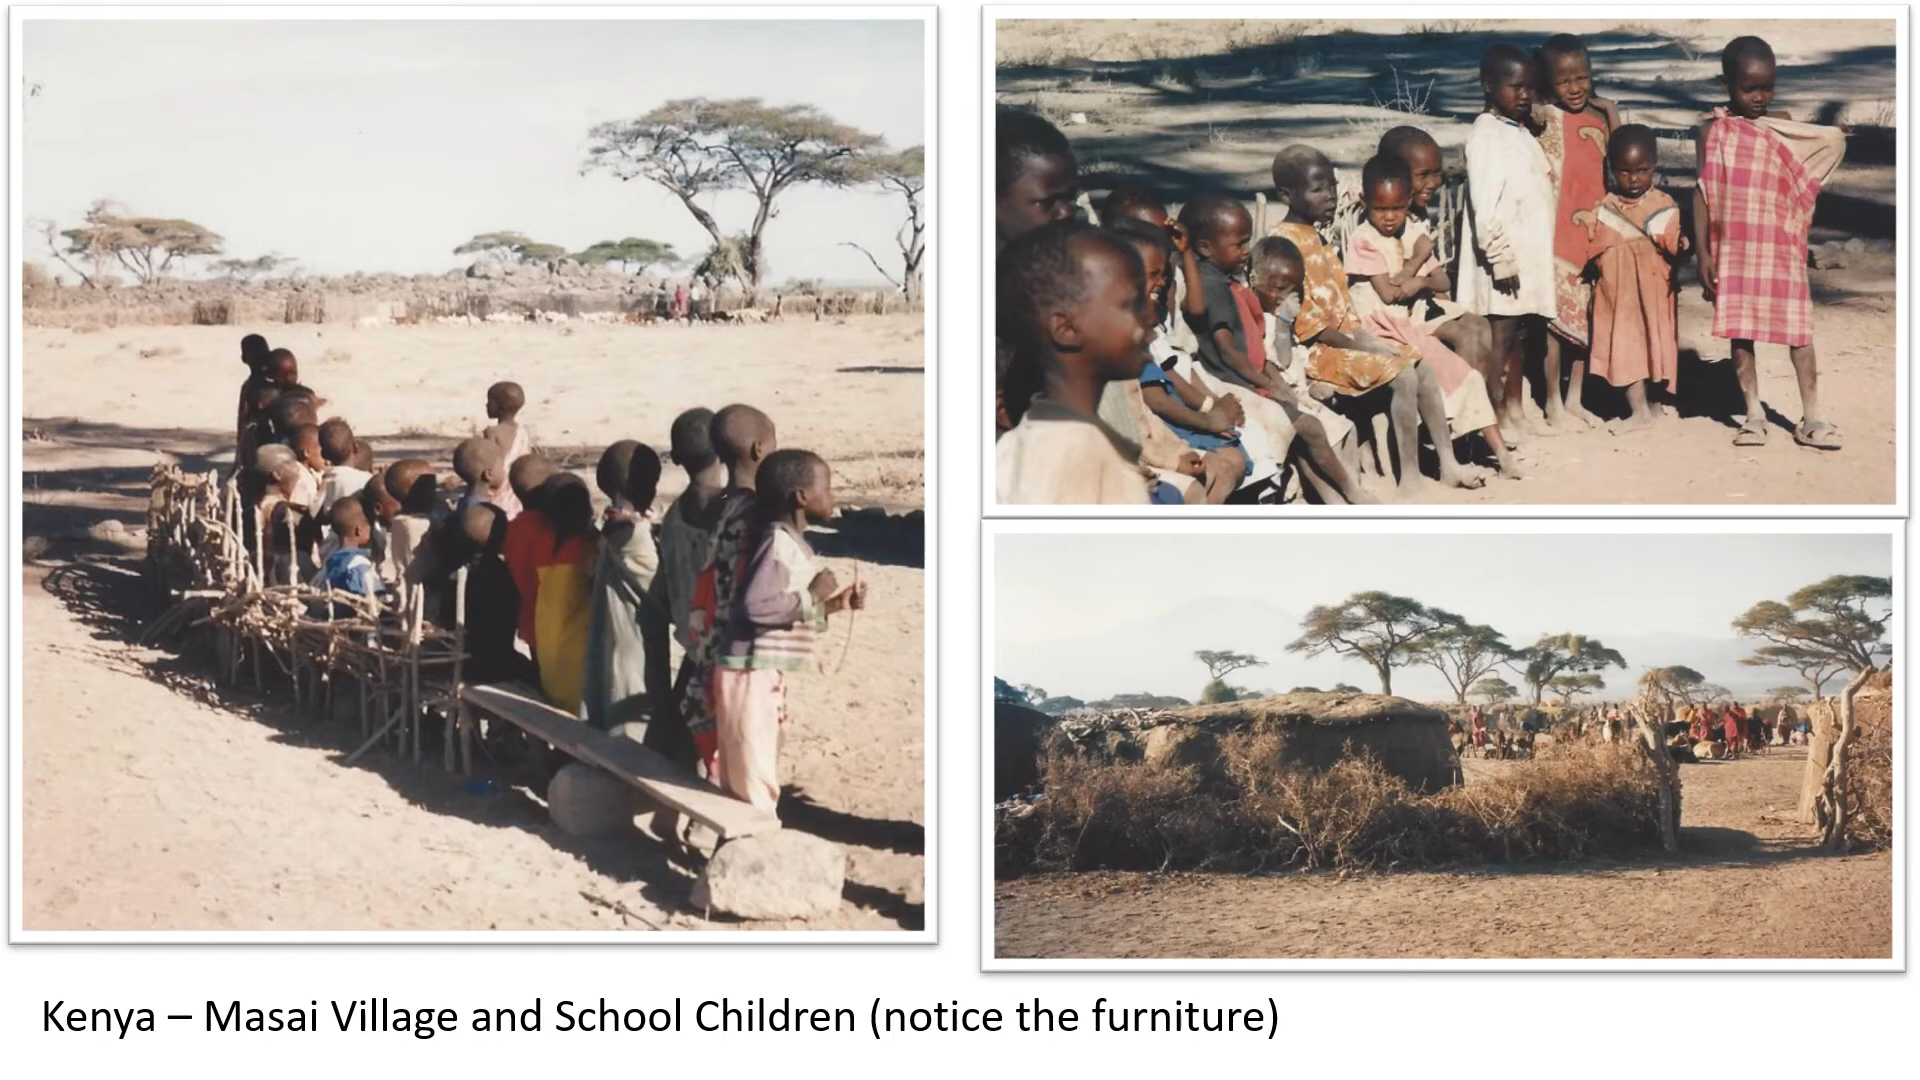 Kenya – Masai Village and School Children (notice the furniture)